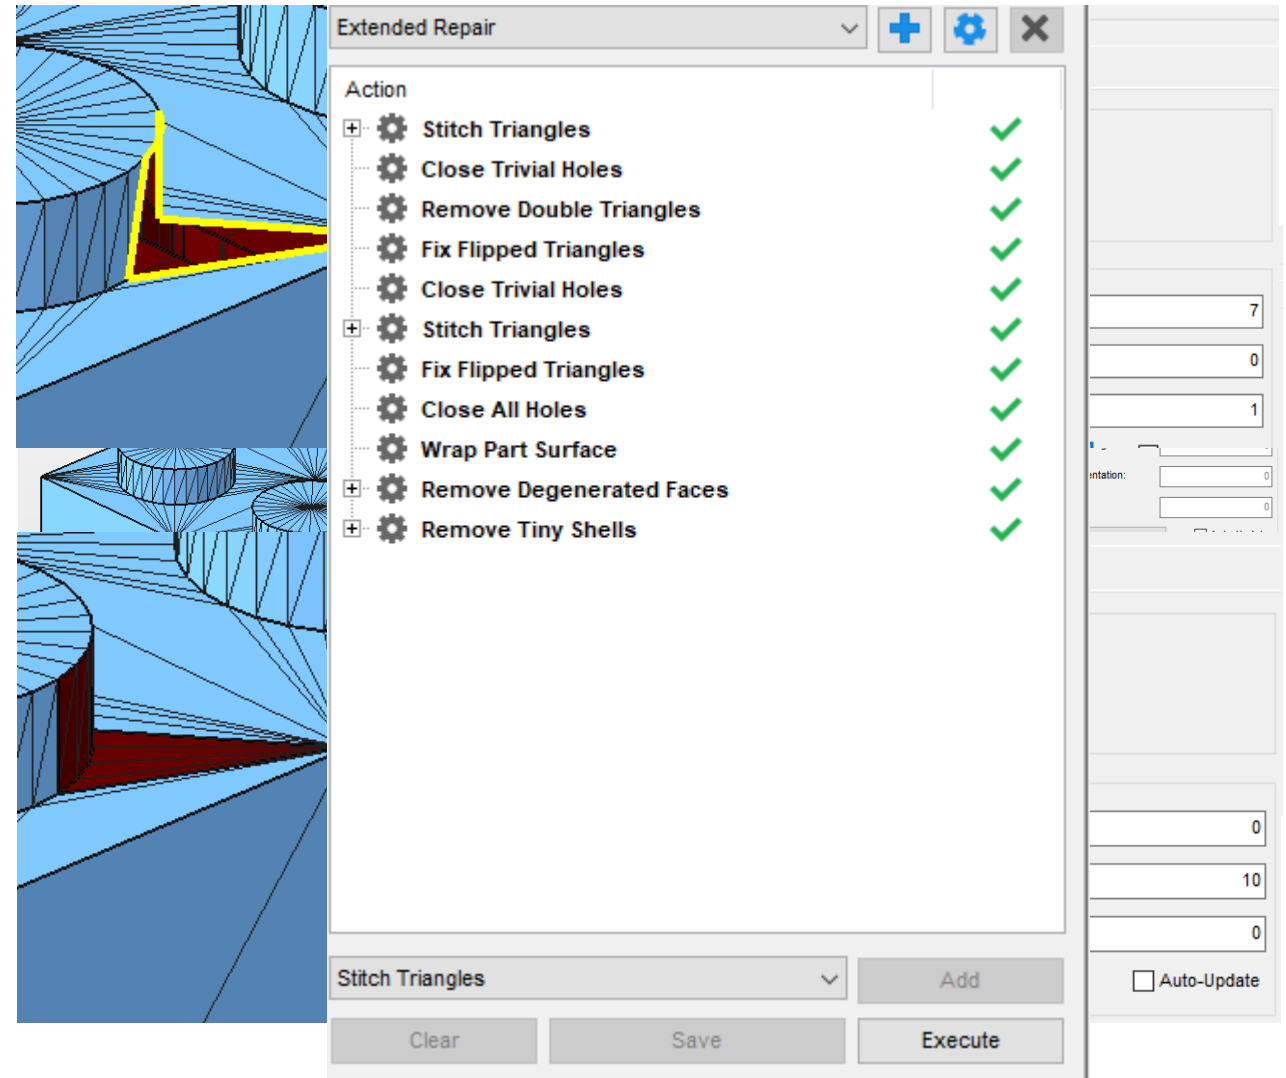 Extended Repair
Action
Stitch Triangles
Close Trivial Holes
Remove Double Triangles
Fix Flipped Triangles
Close Trivial Holes
Stitch Triangles
Fix Flipped Triangles
Close All Holes
Wrap Part Surface
Remove Degenerated Faces
Remove Tiny Shells
Stitch Triangles
Add
Clear
Save
Execute
7
0
1
entation:
0
0
0
10
0
Auto-Update